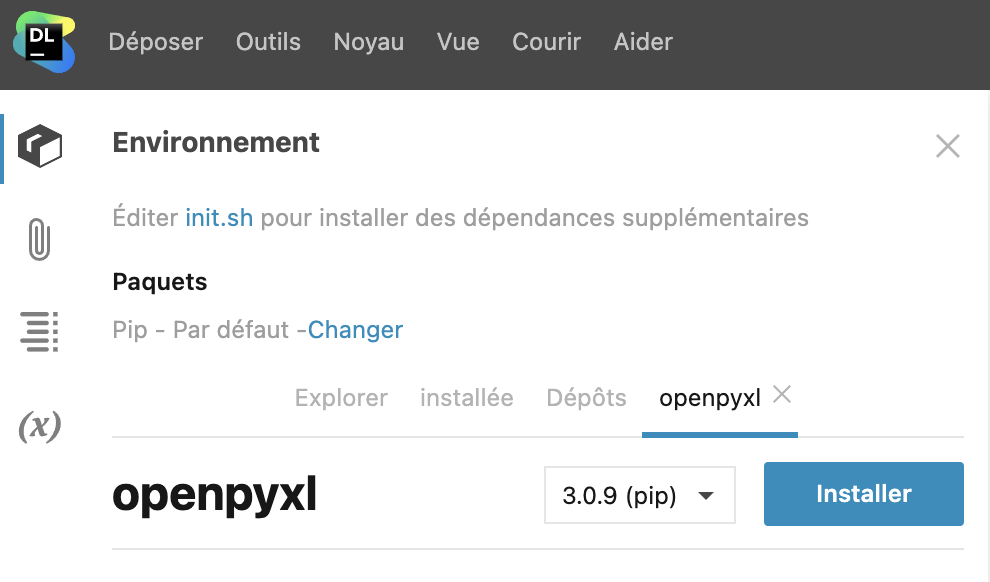 DL
Déposer Outils Noyau Vue Courir Aider
Environnement
Éditer init.sh pour installer des dépendances supplémentaires
Paquets
Pip - Par défaut -Changer
Explorer installée Dépôts openpyxl
(x)
openpyxl 3.0.9 (pip) Installer